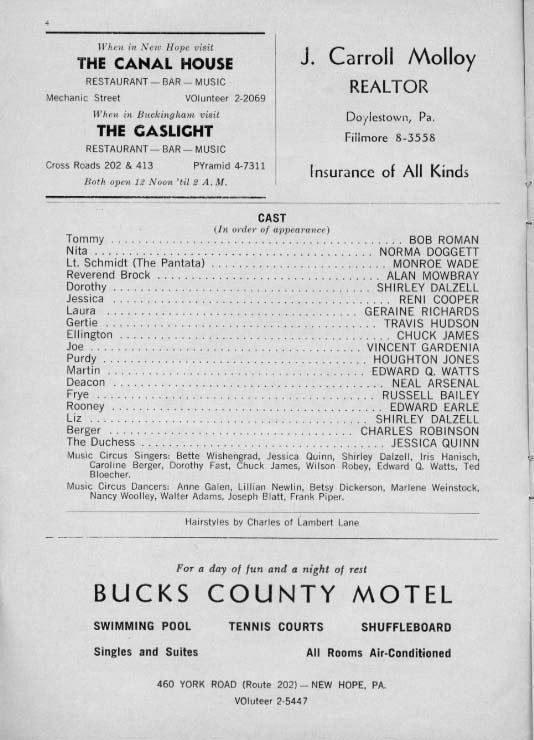 4
When in New Hope visit
THE CANAL HOUSE
RESTAURANT — BAR — MUSIC
Mechanic Street VOlunteer 2-2069
When in Buckingham visit
THE GASLIGHT
RESTAURANT — BAR — MUSIC
Cross Roads 202 & 413 PYramid 4-7311
Both open 12 Noon 'til 2 A. M.
J. Carroll Molloy
REALTOR
Doylestown, Pa.
Fillmore 8-3558
Insurance of All Kinds
CAST
(In order of appearance)
Tommy . . . . . . . . . . BOB ROMAN
Nita . . . . . . . . . . NORMA DOGGETT
Lt. Schmidt (The Pantata) . . . . . . . . . . MONROE WADE
Reverend Brock . . . . . . . . . . ALAN MOWBRAY
Dorothy . . . . . . . . . . SHIRLEY DALZELL
Jessica . . . . . . . . . . RENI COOPER
Laura . . . . . . . . . . GERAINE RICHARDS
Gertie . . . . . . . . . . TRAVIS HUDSON
Ellington . . . . . . . . . . CHUCK JAMES
Joe . . . . . . . . . . VINCENT GARDENIA
Purdy . . . . . . . . . . HOUGHTON JONES
Martin . . . . . . . . . . EDWARD Q. WATTS
Deacon . . . . . . . . . . NEAL ARSENAL
Frye . . . . . . . . . . RUSSELL BAILEY
Rooney . . . . . . . . . . EDWARD EARLE
Liz . . . . . . . . . . SHIRLEY DALZELL
Berger . . . . . . . . . . CHARLES ROBINSON
The Duchess . . . . . . . . . . JESSICA QUINN
Music Circus Singers: Bette Wishengrad, Jessica Quinn, Shirley Dalzell, Iris Hanisch,
Caroline Berger, Dorothy Fast, Chuck James, Wilson Robey, Edward Q. Watts, Ted
Bloecher.
Music Circus Dancers: Anne Galen, Lillian Newlin, Betsy Dickerson, Marlene Weinstock,
Nancy Woolley, Walter Adams, Joseph Blatt, Frank Piper.
Hairstyles by Charles of Lambert Lane
For a day of fun and a night of rest
BUCKS COUNTY MOTEL
SWIMMING POOL TENNIS COURTS SHUFFLEBOARD
Singles and Suites All Rooms Air-Conditioned
460 YORK ROAD (Route 202) — NEW HOPE, PA.
VOluteer 2-5447